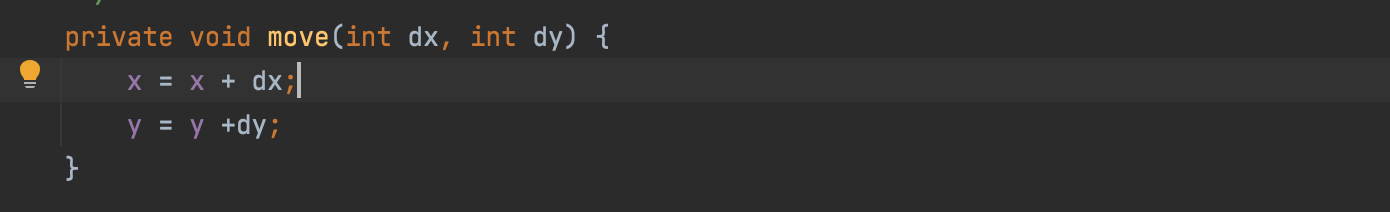 private void move(int dx, int dy) {
x = x + dx;
y = y +dy;
}